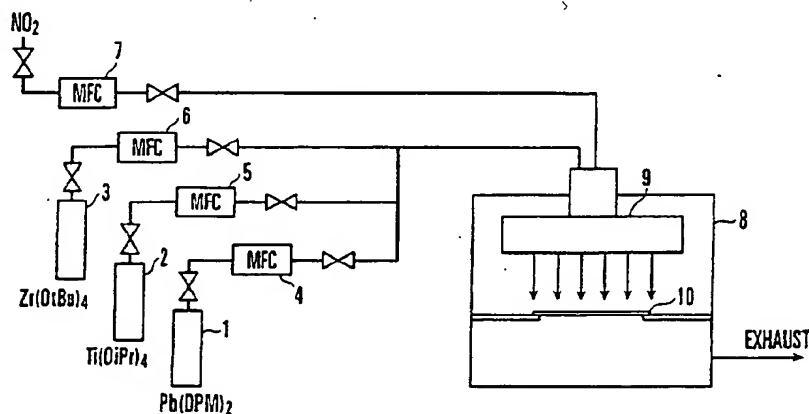 NO2
7
MFC
6
MFC
5
MFC
3
2
4
MFC
1
Zr(OtBu)4
Ti(OiPr)4
Pb(DPM)2
9
8
10
EXHAUST